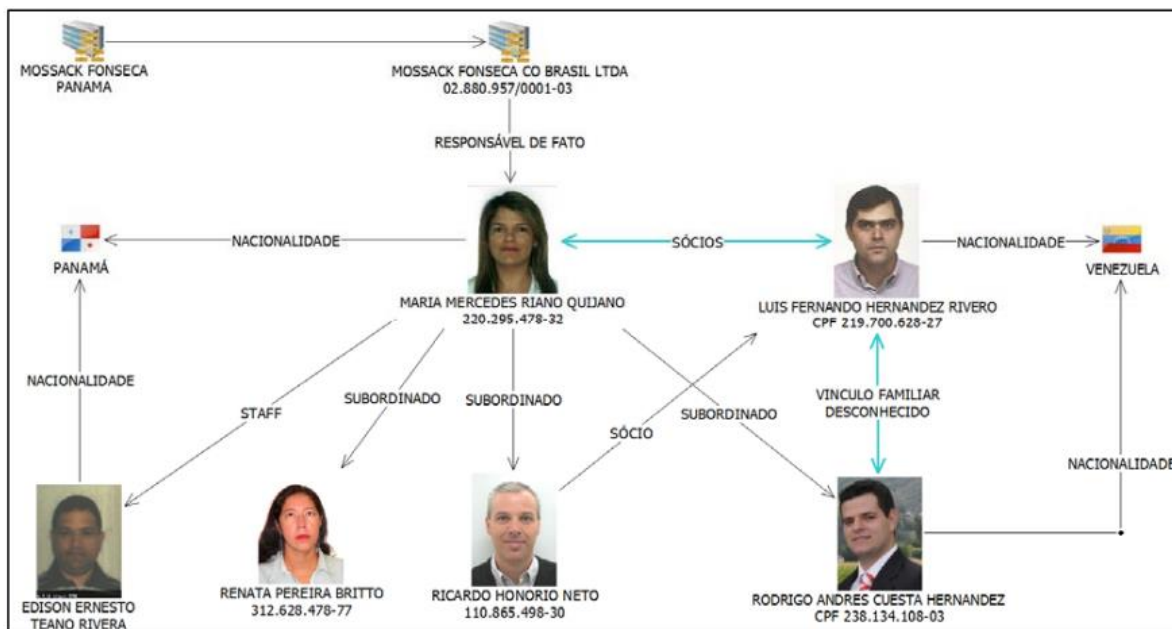 MOSSACK FONSECA
PANAMA
MOSSACK FONSECA CO BRASIL LTDA
02.880.957/0001-03
RESPONSÁVEL DE FATO
NACIONALIDADE
SÓCIOS
NACIONALIDADE
PANAMÁ
VENEZUELA
MARIA MERCEDES RIANO QUIJANO
220.295.478-32
LUIS FERNANDO HERNANDEZ RIVERO
CPF 219.700.628-27
NACIONALIDADE
STAFF
SUBORDINADO
SUBORDINADO
SÓCIO
SUBORDINADO
VINCULO FAMILIAR
DESCONHECIDO
NACIONALIDADE
EDISON ERNESTO
TEANO RIVERA
RENATA PEREIRA BRITTO
312.628.478-77
RICARDO HONORIO NETO
110.865.498-30
RODRIGO ANDRES CUESTA HERNANDEZ
CPF 238.134.108-03